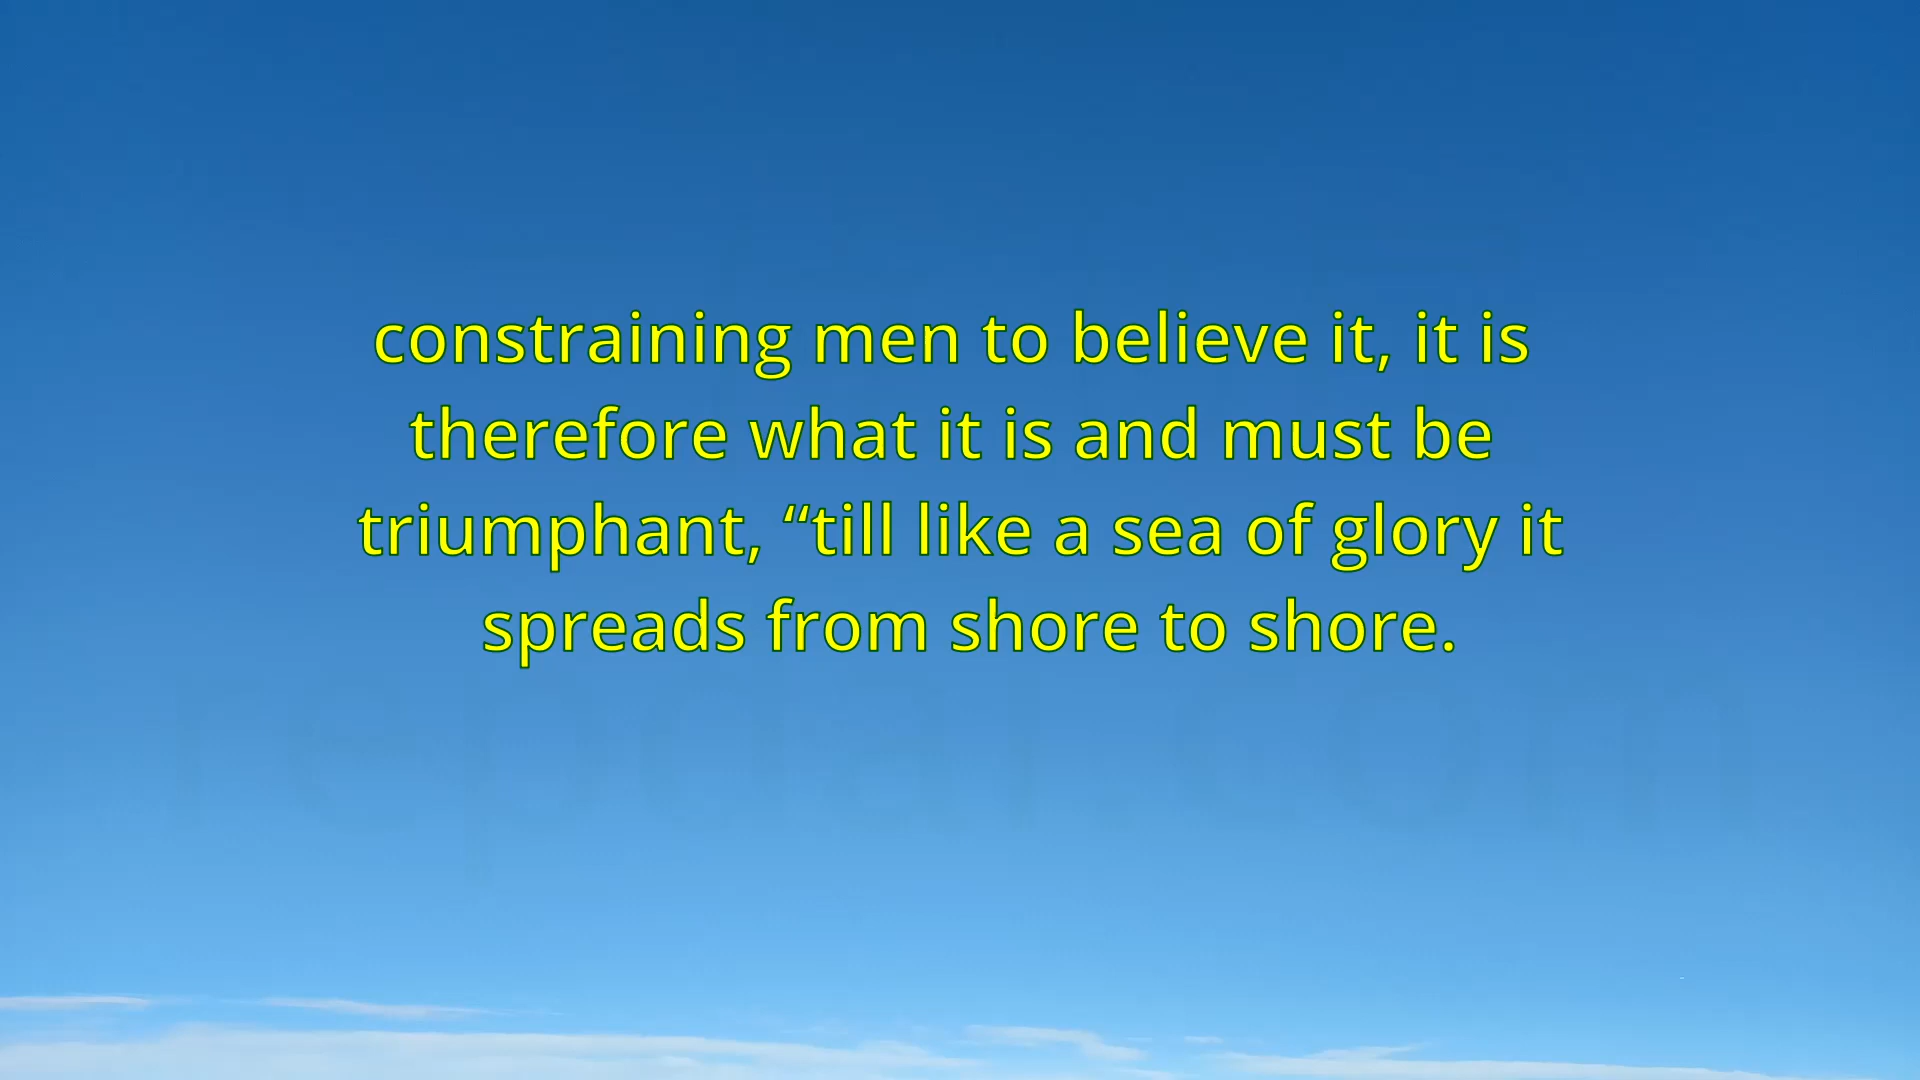 constraining men to believe it, it is
therefore what it is and must be
triumphant, “till like a sea of glory it
spreads from shore to shore.